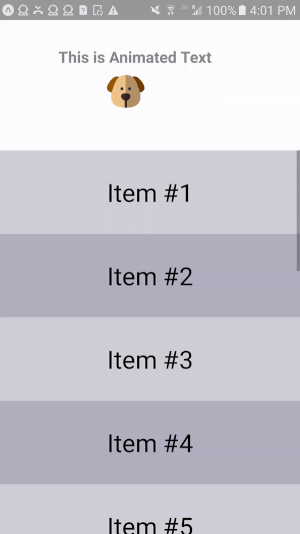 100% 4:01 PM
This is Animated Text
Item #1
Item #2
Item #3
Item #4
Item #5